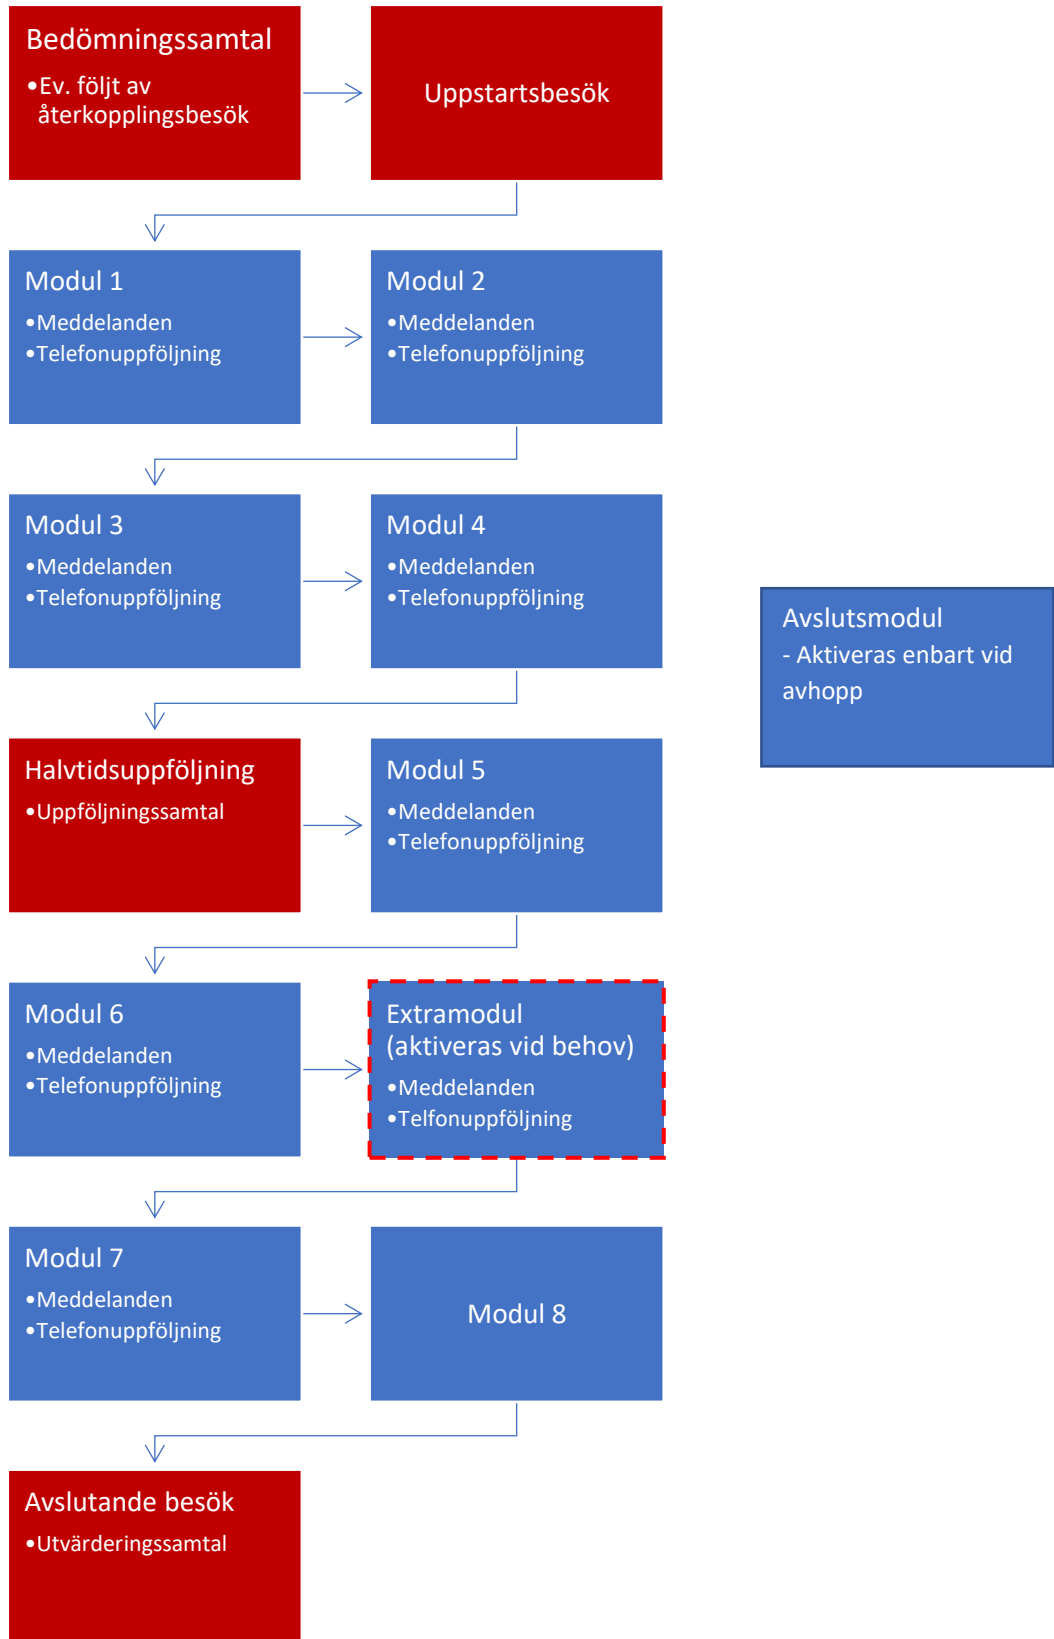 Bedömningssamtal
•Ev. följt av
återkopplingsbesök
Uppstartsbesök
Modul 1
•Meddelanden
•Telefonuppföljning
Modul 2
•Meddelanden
•Telefonuppföljning
Modul 3
•Meddelanden
•Telefonuppföljning
Modul 4
•Meddelanden
•Telefonuppföljning
Avslutsmodul
- Aktiveras enbart vid
avhopp
Halvtidsuppföljning
•Uppföljningssamtal
Modul 5
•Meddelanden
•Telefonuppföljning
Modul 6
•Meddelanden
•Telefonuppföljning
Extramodul
(aktiveras vid behov)
•Meddelanden
•Telfonuppföljning
Modul 7
•Meddelanden
•Telefonuppföljning
Modul 8
Avslutande besök
•Utvärderingssamtal